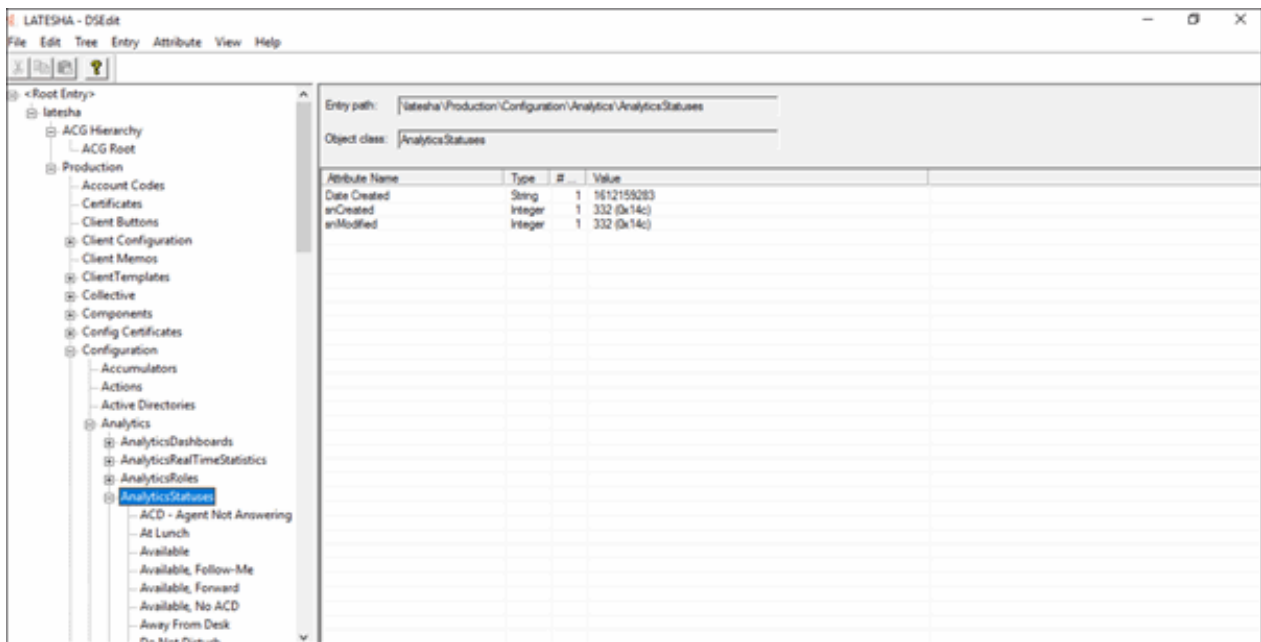 LATESHA - DSEdit
File Edit Tree Entry Attribute View Help
<Root Entry>
latesha
ACG Hierarchy
ACG Root
Production
Account Codes
Certificates
Client Buttons
Client Configuration
Client Memos
ClientTemplates
Collective
Components
Config Certificates
Configuration
Accumulators
Actions
Active Directories
Analytics
AnalyticsDashboards
AnalyticsRealTimeStatistics
AnalyticsRoles
AnalyticsStatuses
ACD - Agent Not Answering
At Lunch
Available
Available, Follow-Me
Available, Forward
Available, No ACD
Away From Desk
Do Not Disturb
Entry path: \latesha\Production\Configuration\Analytics\AnalyticsStatuses
Object class: AnalyticsStatuses
Attribute Name Type # ... Value
Date Created String 1 1612159283
snCreated Integer 1 332 (0x14c)
snModified Integer 1 332 (0x14c)